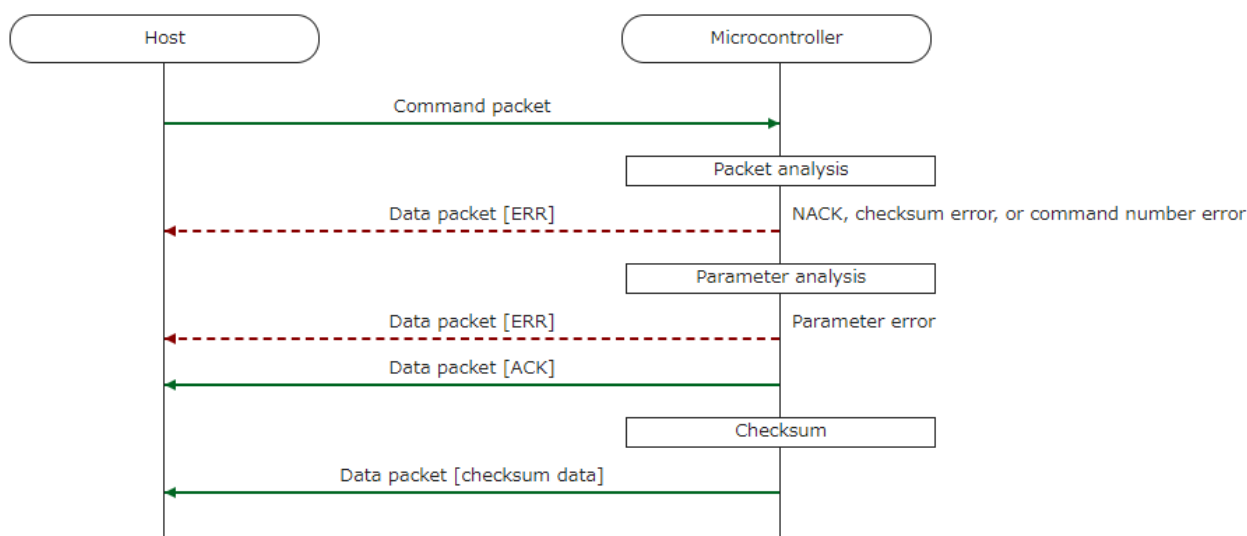 Host
Microcontroller
Command packet
Packet analysis
Data packet [ERR]
NACK, checksum error, or command number error
Parameter analysis
Data packet [ERR]
Parameter error
Data packet [ACK]
Checksum
Data packet [checksum data]